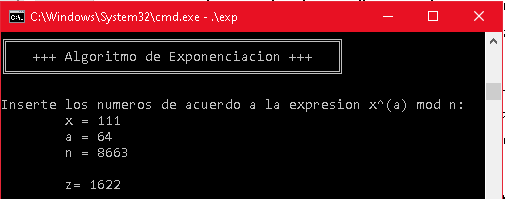 C:\Windows\System32\cmd.exe - .\exp
+++ Algoritmo de Exponenciacion +++
Inserte los numeros de acuerdo a la expresion x^(a) mod n:
x = 111
a = 64
n = 8663
z= 1622